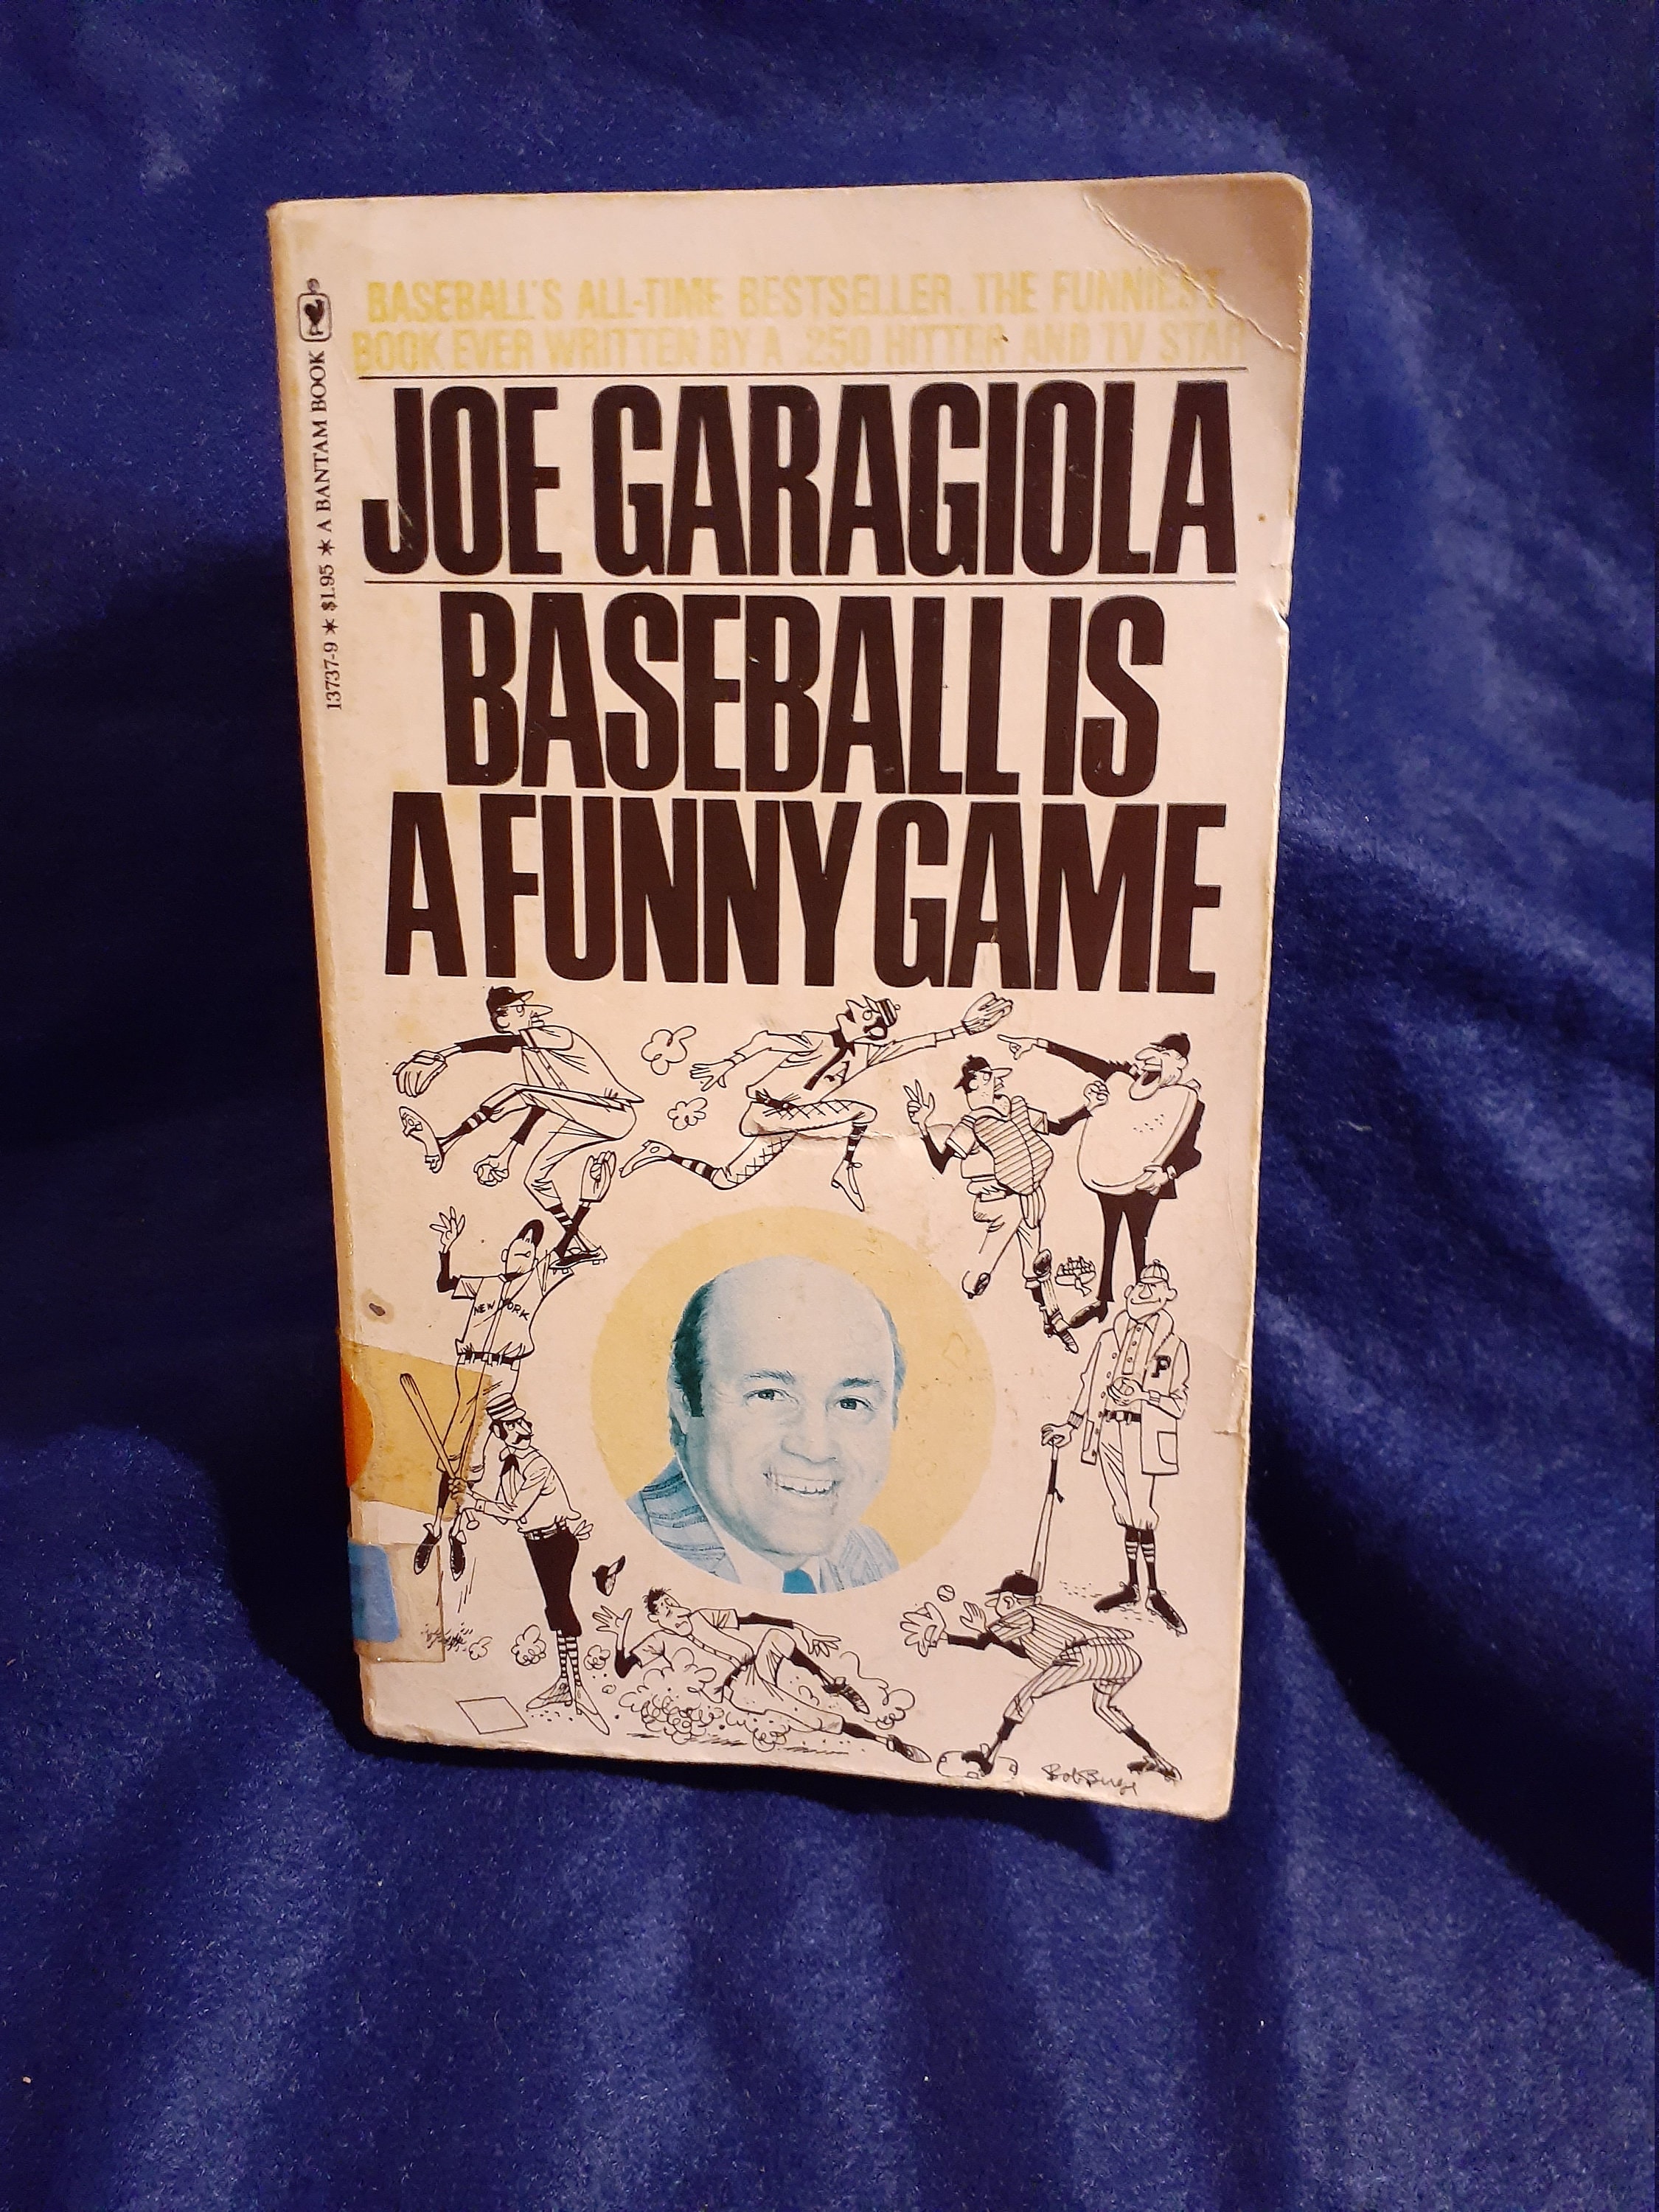 BASEBALL'S ALL-TIME BESTSELLER. THE FUNNIEST
BOOK EVER WRITTEN BY A .250 HITTER AND TV STAR
JOE GARAGIOLA
BASEBALL IS
A FUNNY GAME
13737-9 ★ $1.95 ★ A BANTAM BOOK
NEW YORK
P